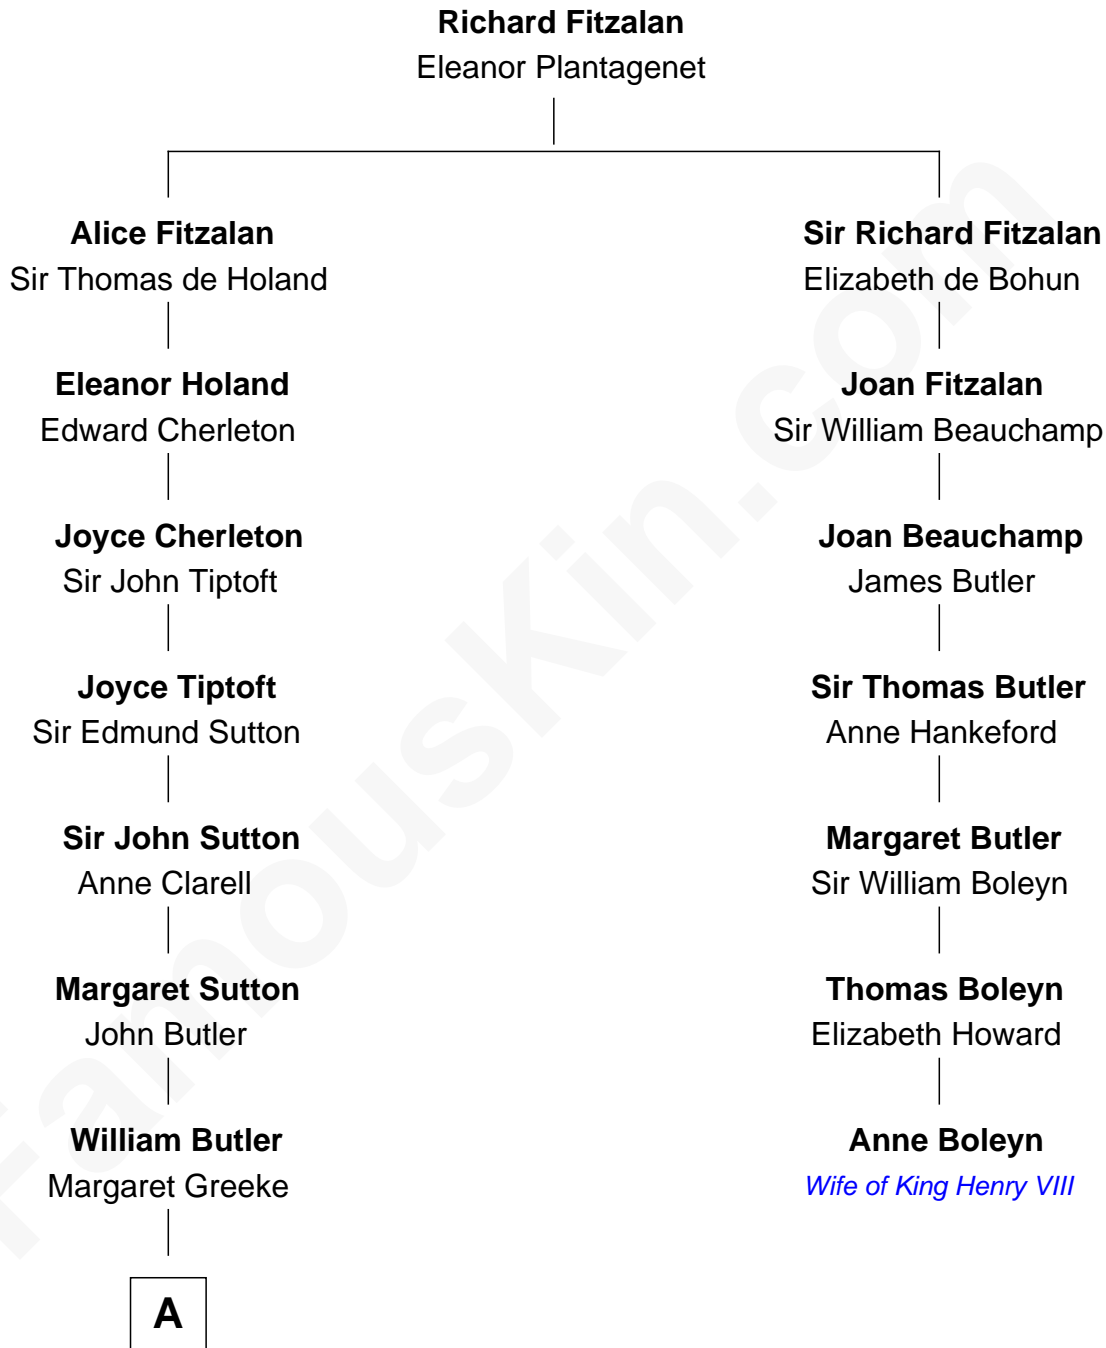 Richard Fitzalan
Eleanor Plantagenet
Alice Fitzalan
Sir Thomas de Holand
Sir Richard Fitzalan
Elizabeth de Bohun
Eleanor Holand
Edward Cherleton
Joan Fitzalan
Sir William Beauchamp
Joyce Cherleton
Sir John Tiptoft
Joan Beauchamp
James Butler
Joyce Tiptoft
Sir Edmund Sutton
Sir Thomas Butler
Anne Hankeford
Sir John Sutton
Anne Clarell
Margaret Butler
Sir William Boleyn
Margaret Sutton
John Butler
Thomas Boleyn
Elizabeth Howard
William Butler
Margaret Greeke
Anne Boleyn
Wife of King Henry VIII
A
FamousKin.com